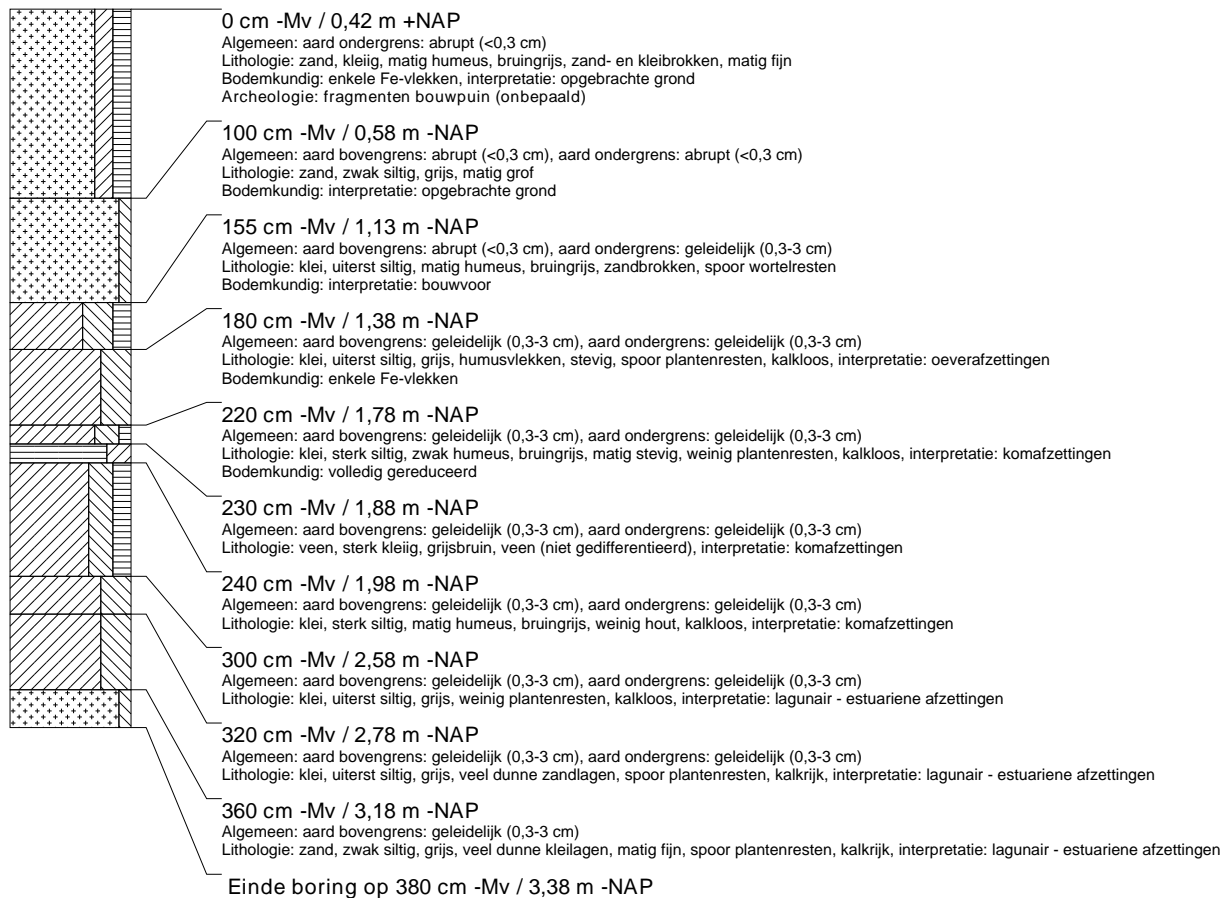 0 cm -Mv / 0,42 m +NAP
Algemeen: aard ondergrens: abrupt (<0,3 cm)
Lithologie: zand, kleiig, matig humeus, bruingrijs, zand- en kleibrokken, matig fijn
Bodemkundig: enkele Fe-vlekken, interpretatie: opgebrachte grond
Archeologie: fragmenten bouwpuin (onbepaald)
100 cm -Mv / 0,58 m -NAP
Algemeen: aard bovengrens: abrupt (<0,3 cm), aard ondergrens: abrupt (<0,3 cm)
Lithologie: zand, zwak siltig, grijs, matig grof
Bodemkundig: interpretatie: opgebrachte grond
155 cm -Mv / 1,13 m -NAP
Algemeen: aard bovengrens: abrupt (<0,3 cm), aard ondergrens: geleidelijk (0,3-3 cm)
Lithologie: klei, uiterst siltig, matig humeus, bruingrijs, zandbrokken, spoor wortelresten
Bodemkundig: interpretatie: bouwvoor
180 cm -Mv / 1,38 m -NAP
Algemeen: aard bovengrens: geleidelijk (0,3-3 cm), aard ondergrens: geleidelijk (0,3-3 cm)
Lithologie: klei, uiterst siltig, grijs, humusvlekken, stevig, spoor plantenresten, kalkloos, interpretatie: oeverafzettingen
Bodemkundig: enkele Fe-vlekken
220 cm -Mv / 1,78 m -NAP
Algemeen: aard bovengrens: geleidelijk (0,3-3 cm), aard ondergrens: geleidelijk (0,3-3 cm)
Lithologie: klei, sterk siltig, zwak humeus, bruingrijs, matig stevig, weinig plantenresten, kalkloos, interpretatie: komafzettingen
Bodemkundig: volledig gereduceerd
230 cm -Mv / 1,88 m -NAP
Algemeen: aard bovengrens: geleidelijk (0,3-3 cm), aard ondergrens: geleidelijk (0,3-3 cm)
Lithologie: veen, sterk kleiig, grijsbruin, veen (niet gedifferentieerd), interpretatie: komafzettingen
240 cm -Mv / 1,98 m -NAP
Algemeen: aard bovengrens: geleidelijk (0,3-3 cm), aard ondergrens: geleidelijk (0,3-3 cm)
Lithologie: klei, sterk siltig, matig humeus, bruingrijs, weinig hout, kalkloos, interpretatie: komafzettingen
300 cm -Mv / 2,58 m -NAP
Algemeen: aard bovengrens: geleidelijk (0,3-3 cm), aard ondergrens: geleidelijk (0,3-3 cm)
Lithologie: klei, uiterst siltig, grijs, weinig plantenresten, kalkloos, interpretatie: lagunair - estuariene afzettingen
320 cm -Mv / 2,78 m -NAP
Algemeen: aard bovengrens: geleidelijk (0,3-3 cm), aard ondergrens: geleidelijk (0,3-3 cm)
Lithologie: klei, uiterst siltig, grijs, veel dunne zandlagen, spoor plantenresten, kalkrijk, interpretatie: lagunair - estuariene afzettingen
360 cm -Mv / 3,18 m -NAP
Algemeen: aard bovengrens: geleidelijk (0,3-3 cm)
Lithologie: zand, zwak siltig, grijs, veel dunne kleilagen, matig fijn, spoor plantenresten, kalkrijk, interpretatie: lagunair - estuariene afzettingen
Einde boring op 380 cm -Mv / 3,38 m -NAP